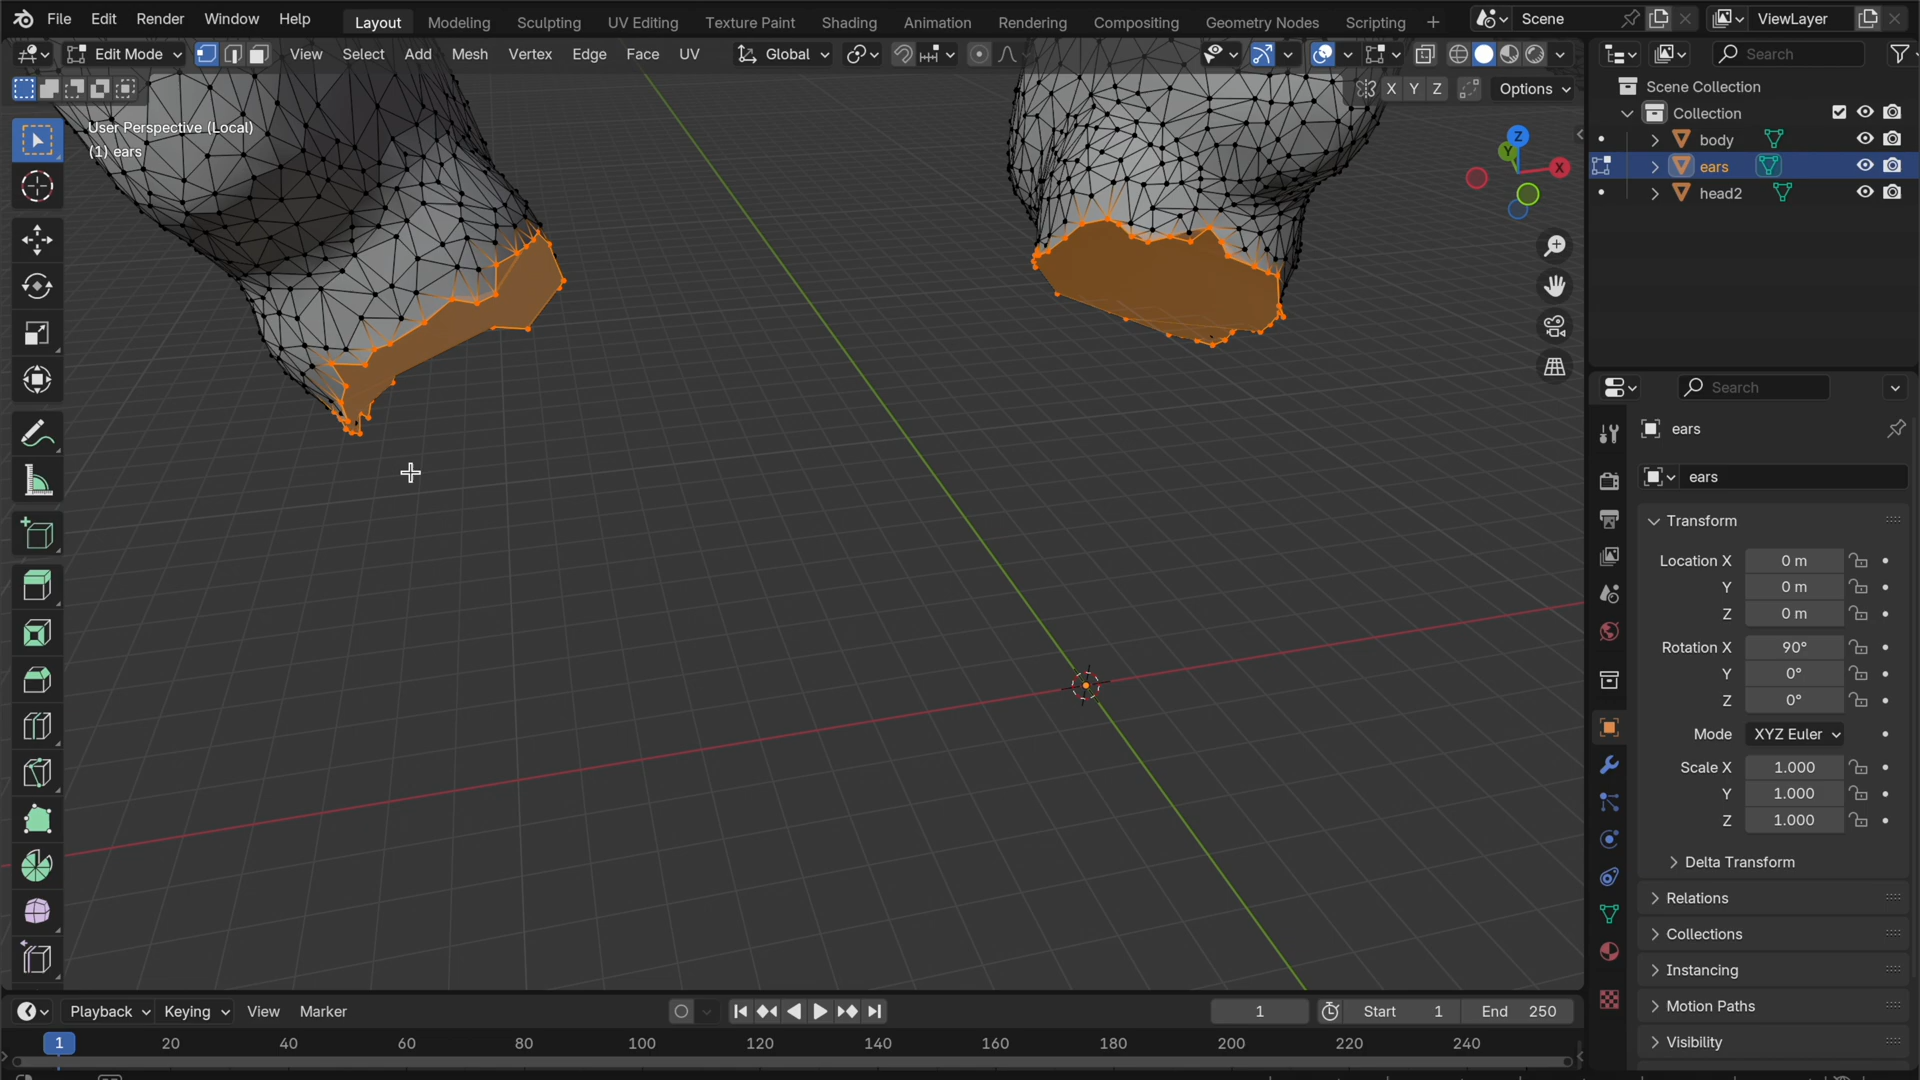 File Edit Render Window Help Layout Modeling Sculpting UV Editing Texture Paint Shading Animation Rendering Compositing Geometry Nodes Scripting + Scene ViewLayer
Edit Mode View Select Add Mesh Vertex Edge Face UV Global Search
X Y Z Options
User Perspective (Local)
(1) ears
Z
Y
X
Scene Collection
Collection
body
ears
head2
Search
ears
ears
Transform
Location X 0 m
Y 0 m
Z 0 m
Rotation X 90°
Y 0°
Z 0°
Mode XYZ Euler
Scale X 1.000
Y 1.000
Z 1.000
Delta Transform
Relations
Collections
Instancing
Motion Paths
Visibility
Playback Keying View Marker 1 Start 1 End 250
1 20 40 60 80 100 120 140 160 180 200 220 240